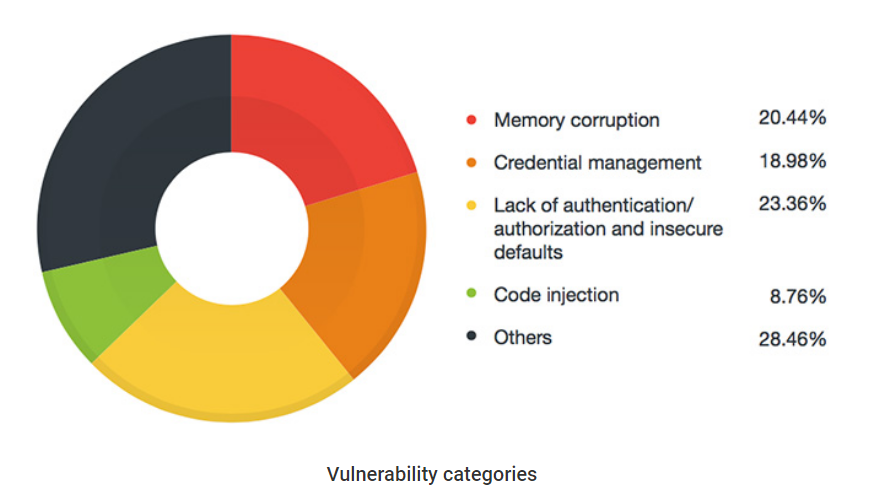 Memory corruption 20.44%
Credential management 18.98%
Lack of authentication/ 23.36%
authorization and insecure
defaults
Code injection 8.76%
Others 28.46%
Vulnerability categories